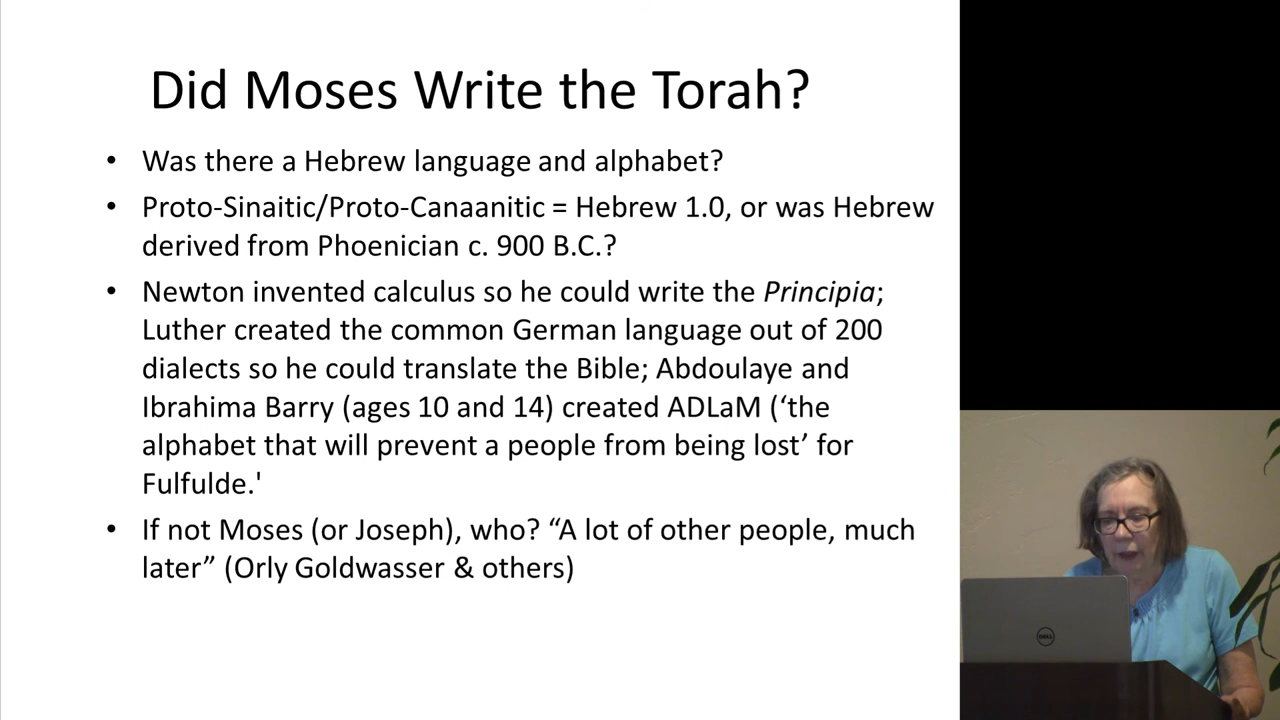 Did Moses Write the Torah?
• Was there a Hebrew language and alphabet?
• Proto-Sinaitic/Proto-Canaanitic = Hebrew 1.0, or was Hebrew
derived from Phoenician c. 900 B.C.?
• Newton invented calculus so he could write the Principia;
Luther created the common German language out of 200
dialects so he could translate the Bible; Abdoulaye and
Ibrahima Barry (ages 10 and 14) created ADLaM (‘the
alphabet that will prevent a people from being lost’ for
Fulfulde.'
• If not Moses (or Joseph), who? “A lot of other people, much
later” (Orly Goldwasser & others)
DELL